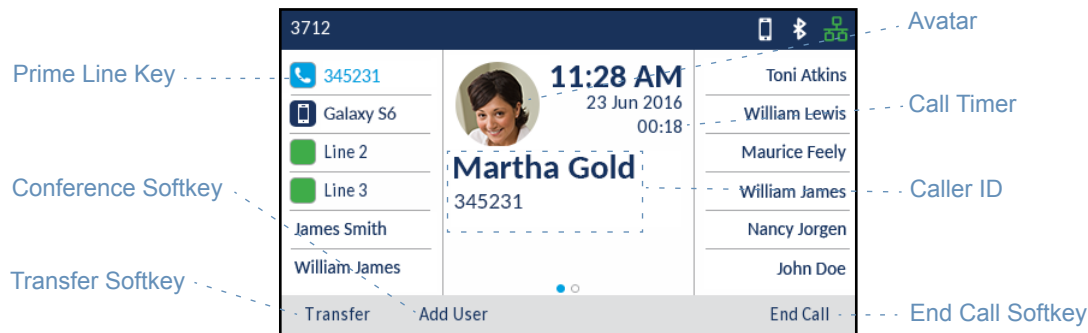 Avatar
3712
Prime Line Key
345231
11:28 AM
Toni Atkins
23 Jun 2016
Galaxy S6
00:18
William Lewis
Call Timer
Line 2
Maurice Feely
Conference Softkey
Line 3
Martha Gold
345231
William James
Caller ID
James Smith
Nancy Jorgen
Transfer Softkey
William James
John Doe
Transfer
Add User
End Call
End Call Softkey